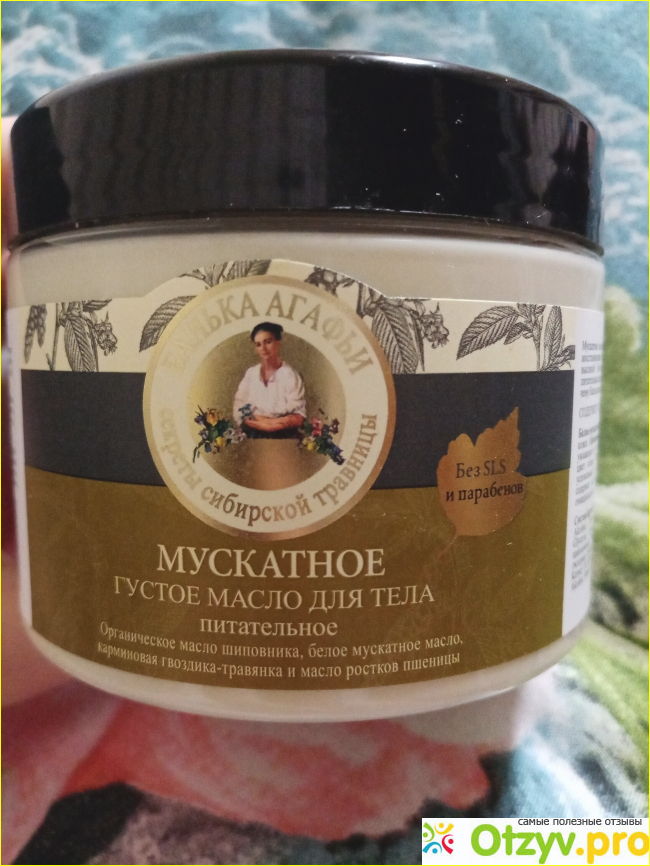 АГАФЬИ
секреты сибирской травницы
Без SLS
и парабенов
МУСКАТНОЕ
ГУСТОЕ МАСЛО ДЛЯ ТЕЛА
питательное
Органическое масло шиповника, белое мускатное масло,
карминовая гвоздика-травянка и масло ростков пшеницы
самые полезные отзывы
Otzyv.pro